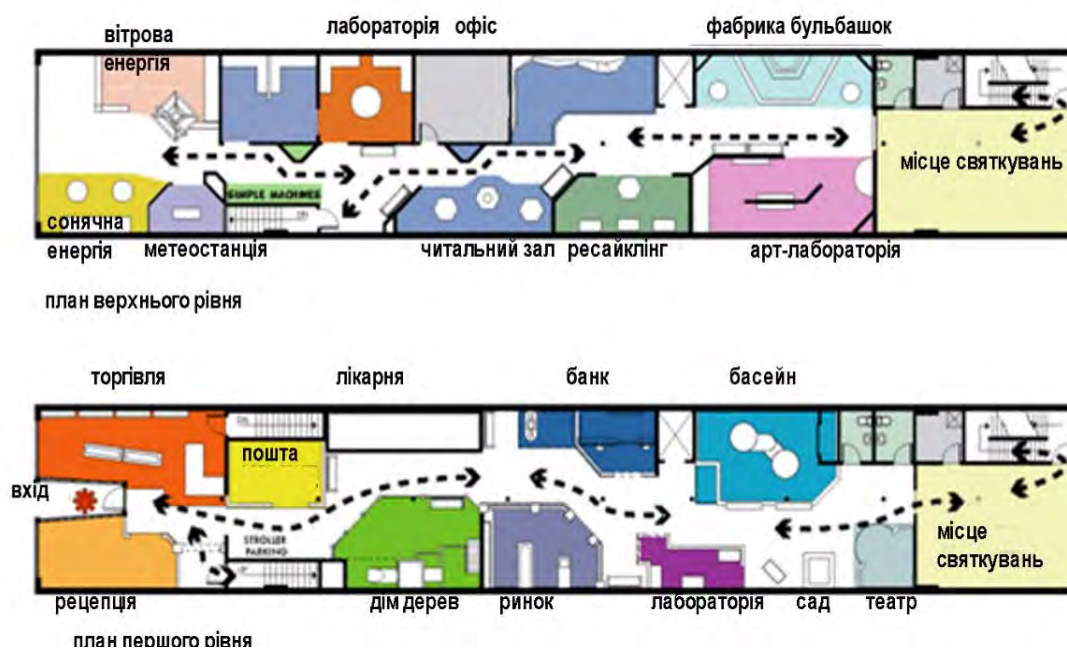 вітрова
енергія
лабораторія офіс
фабрика бульбашок
місце святкувань
SIMPLE MACHINES
сонячна
енергія
метеостанція
читальний зал
ресайклінг
арт-лабораторія
план верхнього рівня
торгівля
лікарня
банк
басейн
пошта
вхід
STROLLER
PARKING
місце
святкувань
рецепція
дім дерев
ринок
лабораторія
сад
театр
план першого рівня